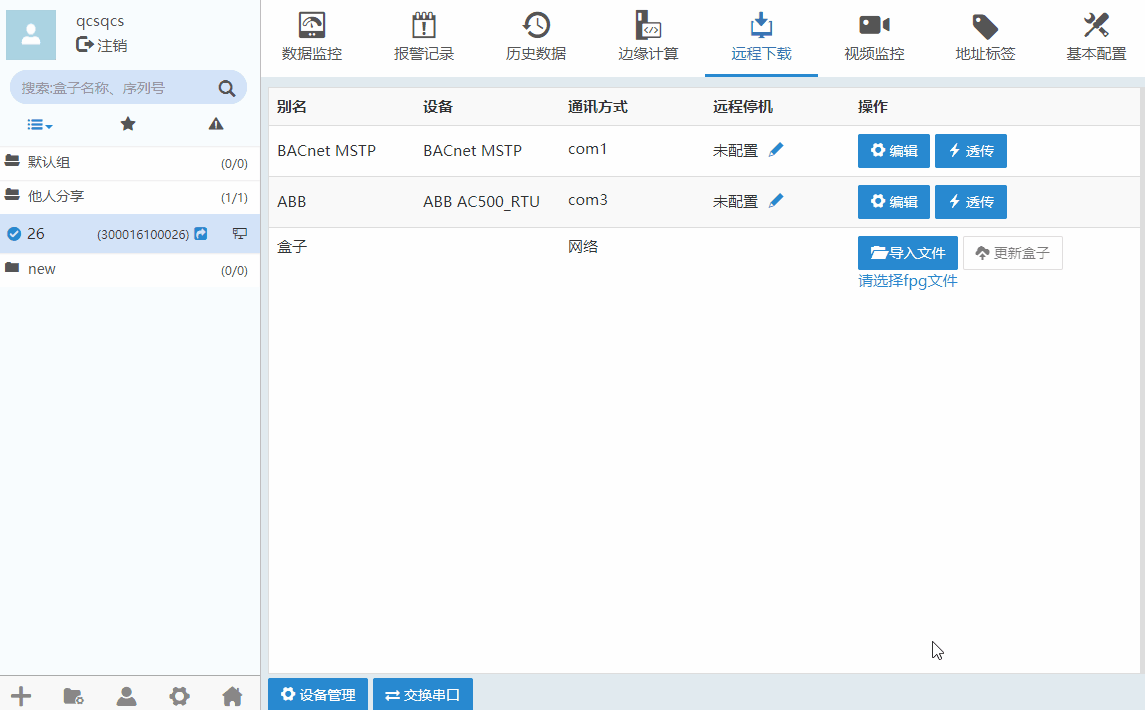 qcsqcs
注销
搜索:盒子名称、序列号
默认组 (0/0)
他人分享 (1/1)
26 (300016100026)
new (0/0)
数据监控 报警记录 历史数据 边缘计算 远程下载 视频监控 地址标签 基本配置
别名 设备 通讯方式 远程停机 操作
BACnet MSTP BACnet MSTP com1 未配置 编辑 透传
ABB ABB AC500_RTU com3 未配置 编辑 透传
盒子 网络 导入文件 更新盒子
请选择fpg文件
设备管理 交换串口